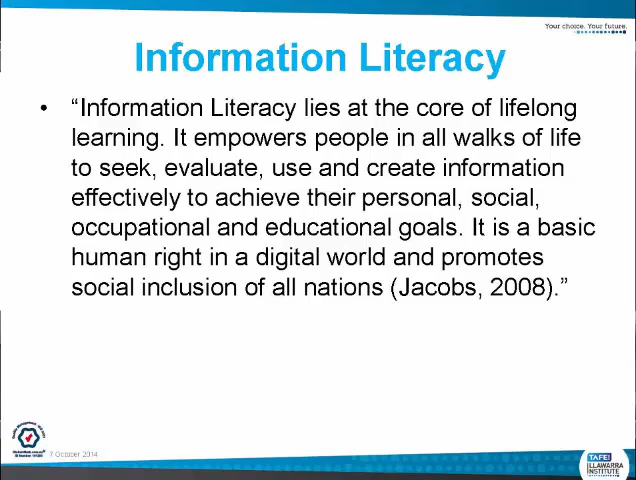 Your choice. Your future.
Information Literacy
• “Information Literacy lies at the core of lifelong
learning. It empowers people in all walks of life
to seek, evaluate, use and create information
effectively to achieve their personal, social,
occupational and educational goals. It is a basic
human right in a digital world and promotes
social inclusion of all nations (Jacobs, 2008).”
7 October 2014
TAFE
ILLAWARRA
INSTITUTE